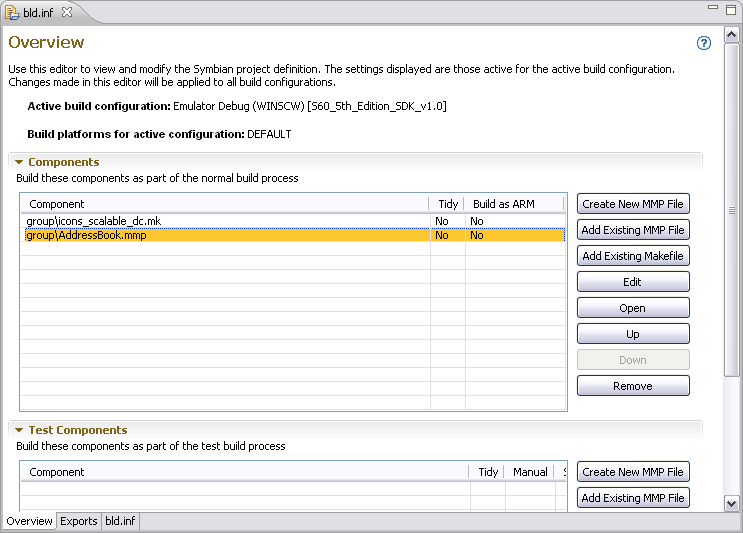 bld.inf
Overview
Use this editor to view and modify the Symbian project definition. The settings displayed are those active for the active build configuration.
Changes made in this editor will be applied to all build configurations.
Active build configuration: Emulator Debug (WINSCW) [S60_5th_Edition_SDK_v1.0]
Build platforms for active configuration: DEFAULT
Components
Build these components as part of the normal build process
Component Tidy Build as ARM
group\icons_scalable_dc.mk No No
group\AddressBook.mmp No No
Create New MMP File
Add Existing MMP File
Add Existing Makefile
Edit
Open
Up
Down
Remove
Test Components
Build these components as part of the test build process
Component Tidy Manual
Create New MMP File
Add Existing MMP File
Overview Exports bld.inf